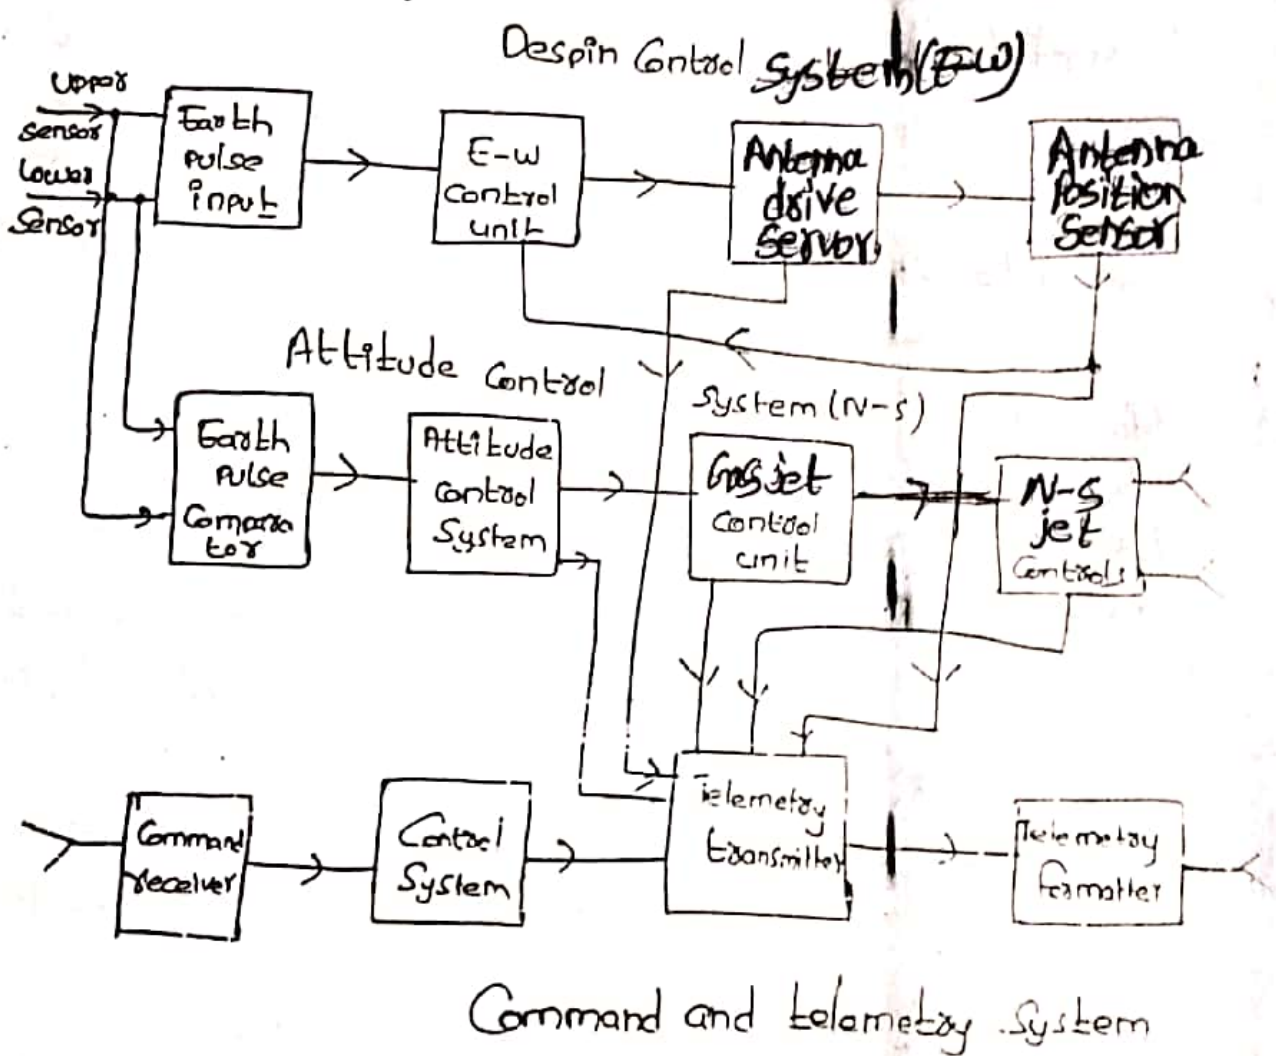 Despin Control System (E-W)
Upper
Sensor
Lower
Sensor
Earth
pulse
input
E-W
Control
unit
Antenna
drive
Servor
Antenna
Position
Sensor
Attitude Control System (N-S)
Earth
pulse
Compara
tor
Attitude
Control
System
Gas jet
Control
unit
N-S
jet
Controls
Command
receiver
Control
System
Telemetry
transmitter
Telemetry
formatter
Command and telemetry System